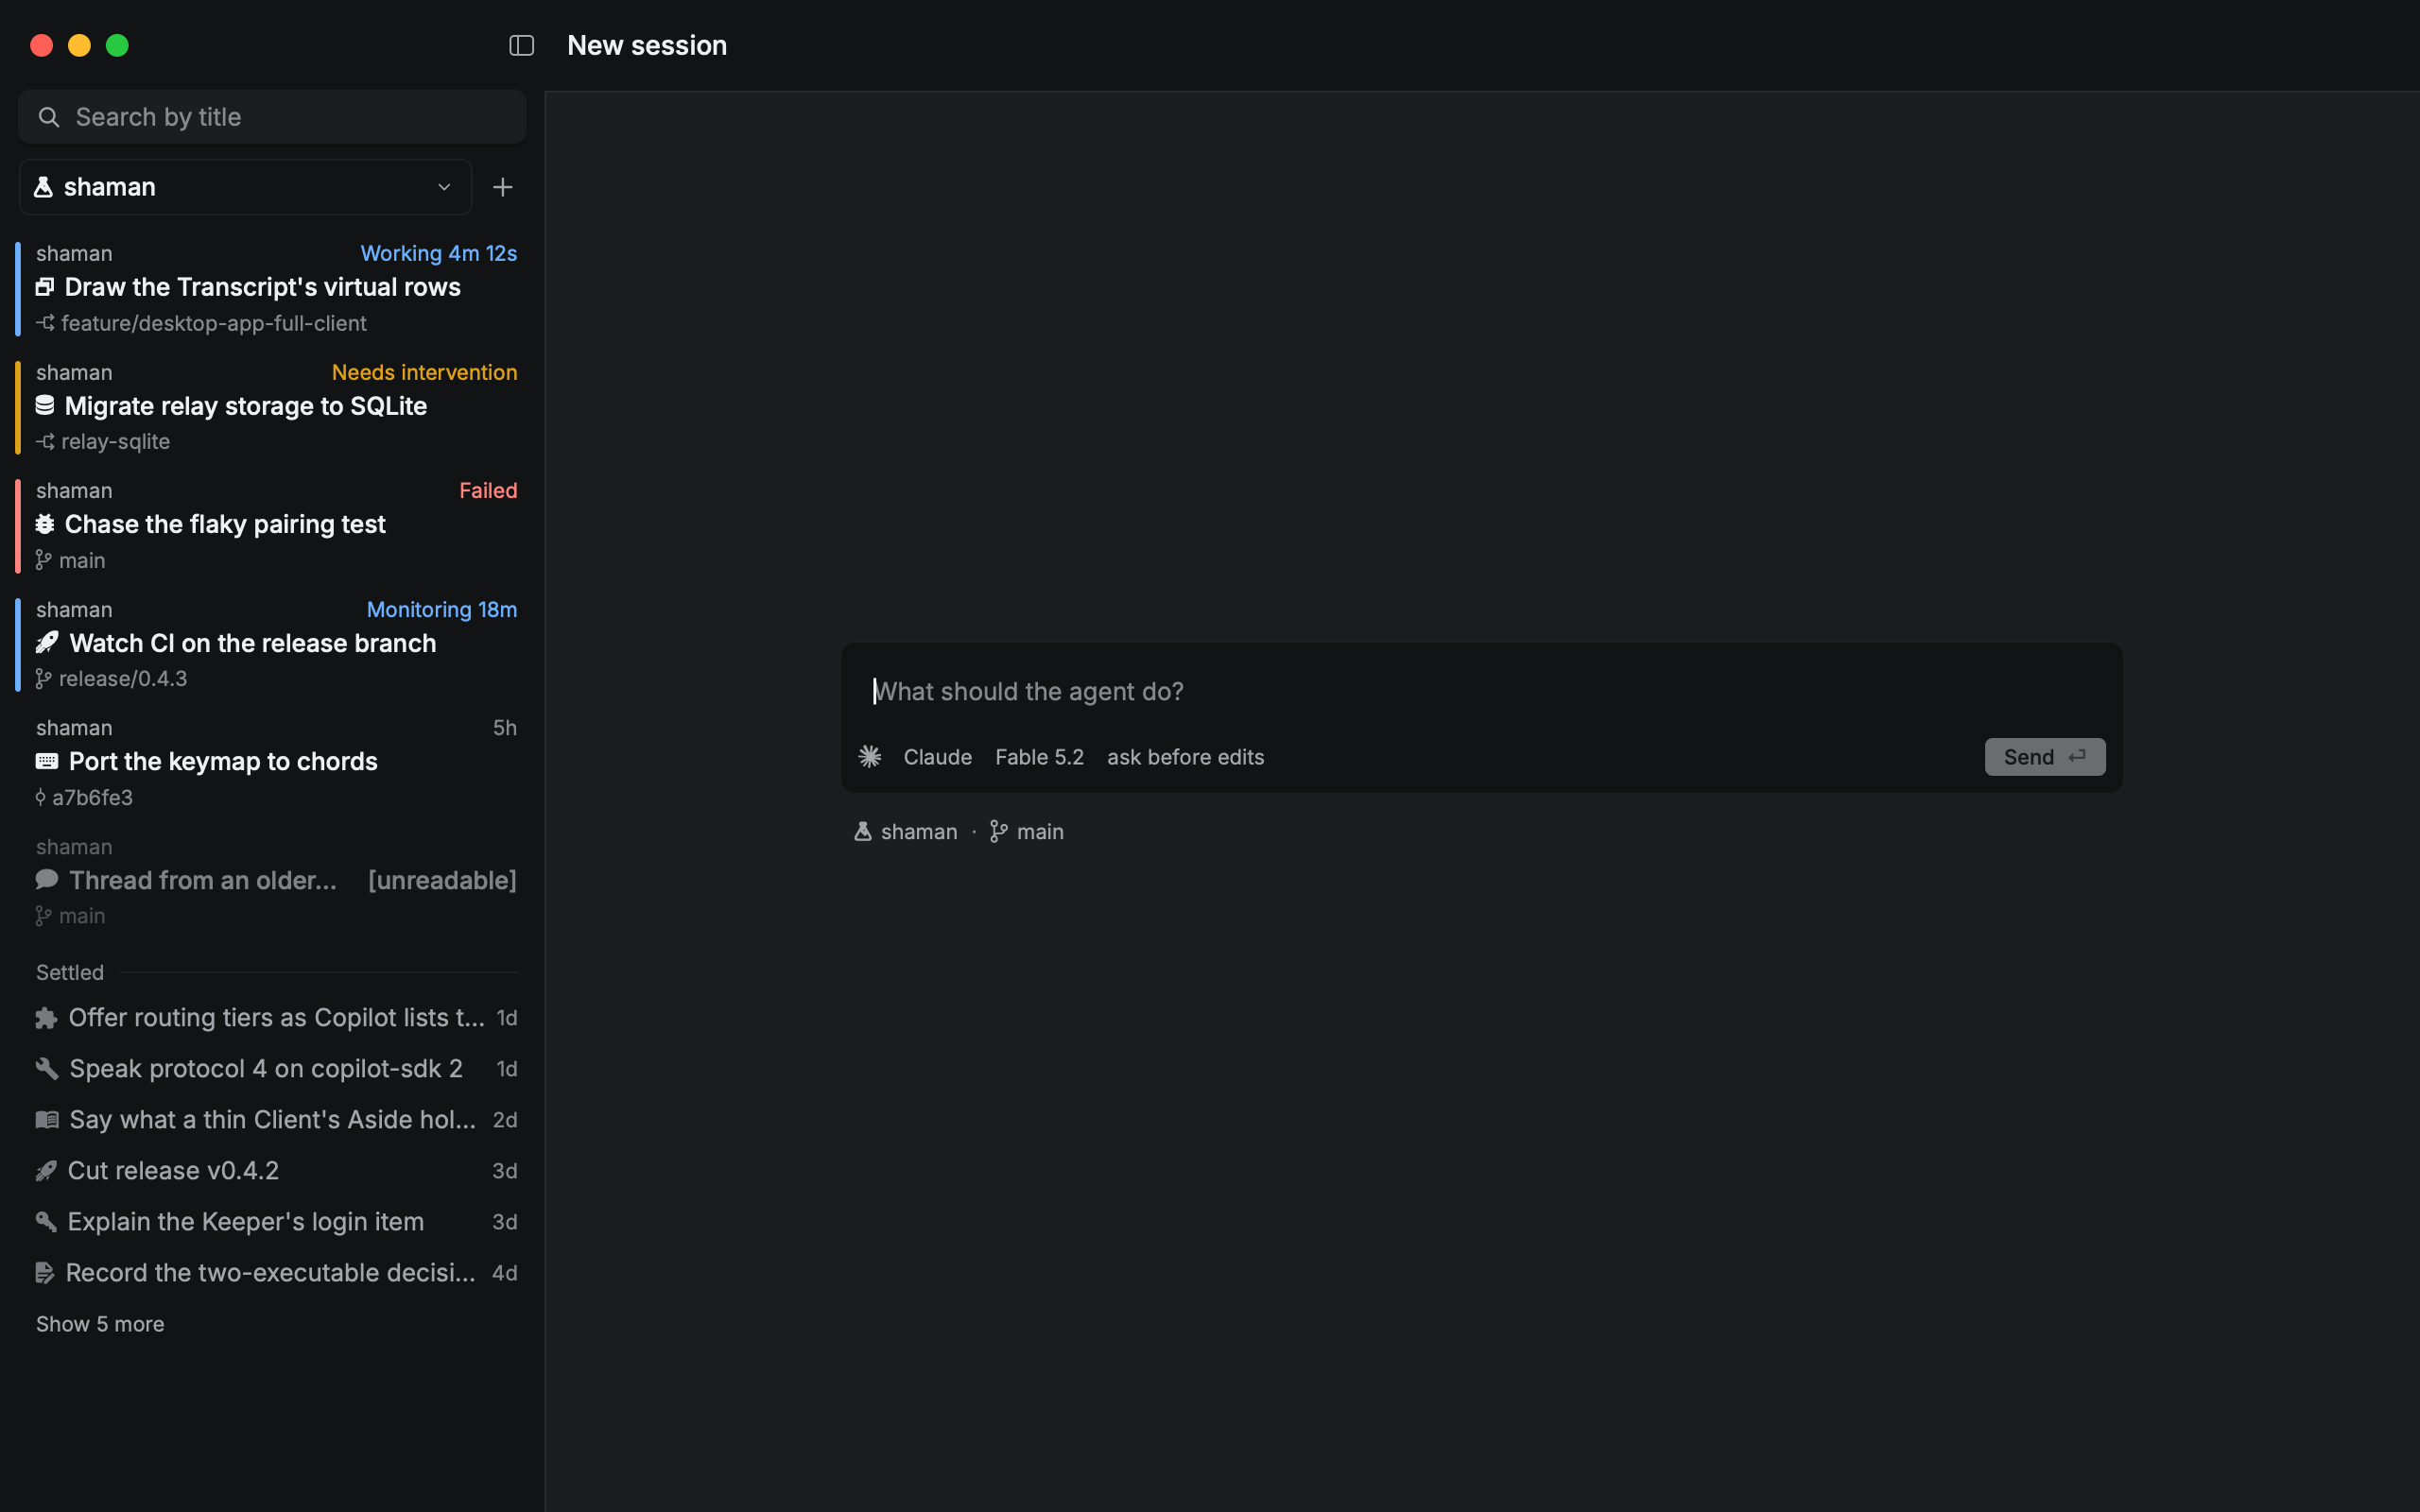 New session
Search by title
shaman
shaman Working 4m 12s
Draw the Transcript's virtual rows
feature/desktop-app-full-client
shaman Needs intervention
Migrate relay storage to SQLite
relay-sqlite
shaman Failed
Chase the flaky pairing test
main
shaman Monitoring 18m
Watch CI on the release branch
release/0.4.3
shaman 5h
Port the keymap to chords
a7b6fe3
shaman
Thread from an older... [unreadable]
main
Settled
Offer routing tiers as Copilot lists t... 1d
Speak protocol 4 on copilot-sdk 2 1d
Say what a thin Client's Aside hol... 2d
Cut release v0.4.2 3d
Explain the Keeper's login item 3d
Record the two-executable decisi... 4d
Show 5 more
What should the agent do?
Claude Fable 5.2 ask before edits Send
shaman · main